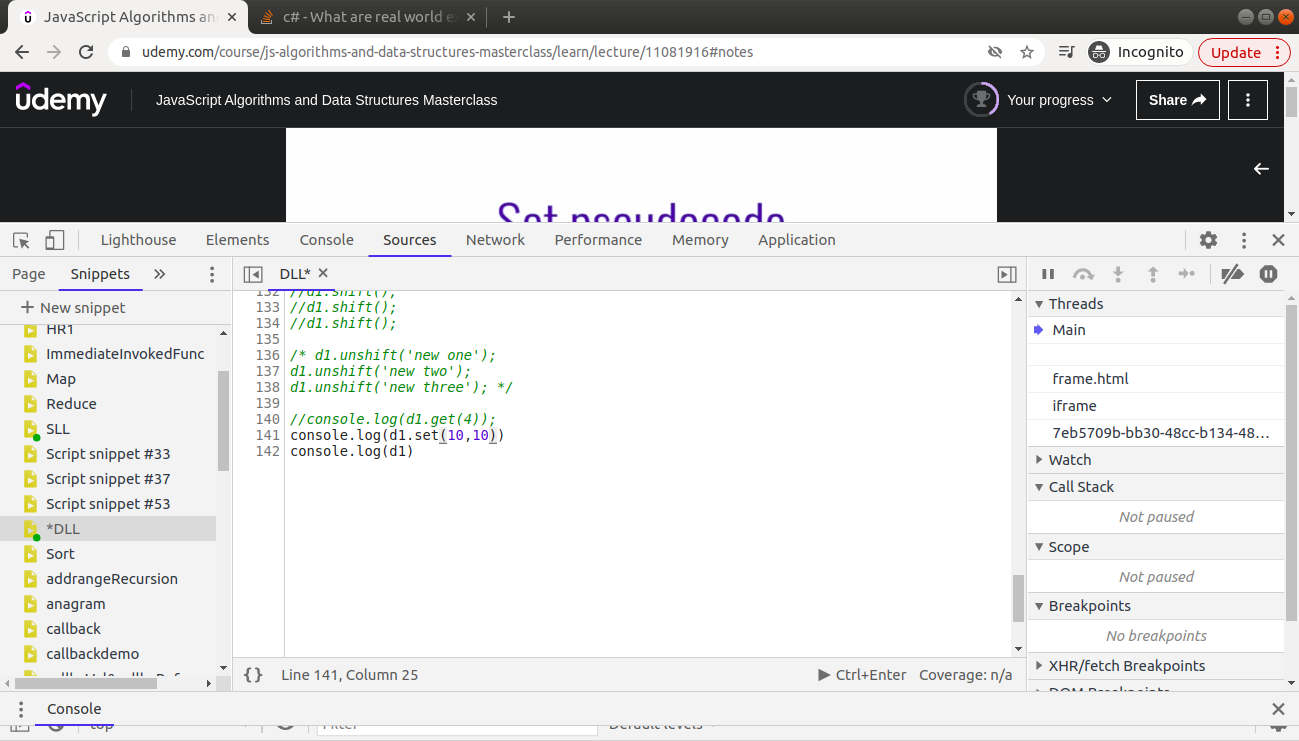 JavaScript Algorithms an
c# - What are real world e
udemy.com/course/js-algorithms-and-data-structures-masterclass/learn/lecture/11081916#notes
Incognito
Update
udemy
JavaScript Algorithms and Data Structures Masterclass
Your progress
Share
Set pseudocode
Lighthouse
Elements
Console
Sources
Network
Performance
Memory
Application
Page
Snippets
DLL*
New snippet
HR1
ImmediateInvokedFunc
Map
Reduce
SLL
Script snippet #33
Script snippet #37
Script snippet #53
*DLL
Sort
addrangeRecursion
anagram
callback
callbackdemo
132 //d1.shift();
133 //d1.shift();
134 //d1.shift();
135
136 /* d1.unshift('new one');
137 d1.unshift('new two');
138 d1.unshift('new three'); */
139
140 //console.log(d1.get(4));
141 console.log(d1.set(10,10))
142 console.log(d1)
{} Line 141, Column 25
Ctrl+Enter
Coverage: n/a
Threads
Main
frame.html
iframe
7eb5709b-bb30-48cc-b134-48…
Watch
Call Stack
Not paused
Scope
Not paused
Breakpoints
No breakpoints
XHR/fetch Breakpoints
DOM Breakpoints
Console
top
Filter
Default levels